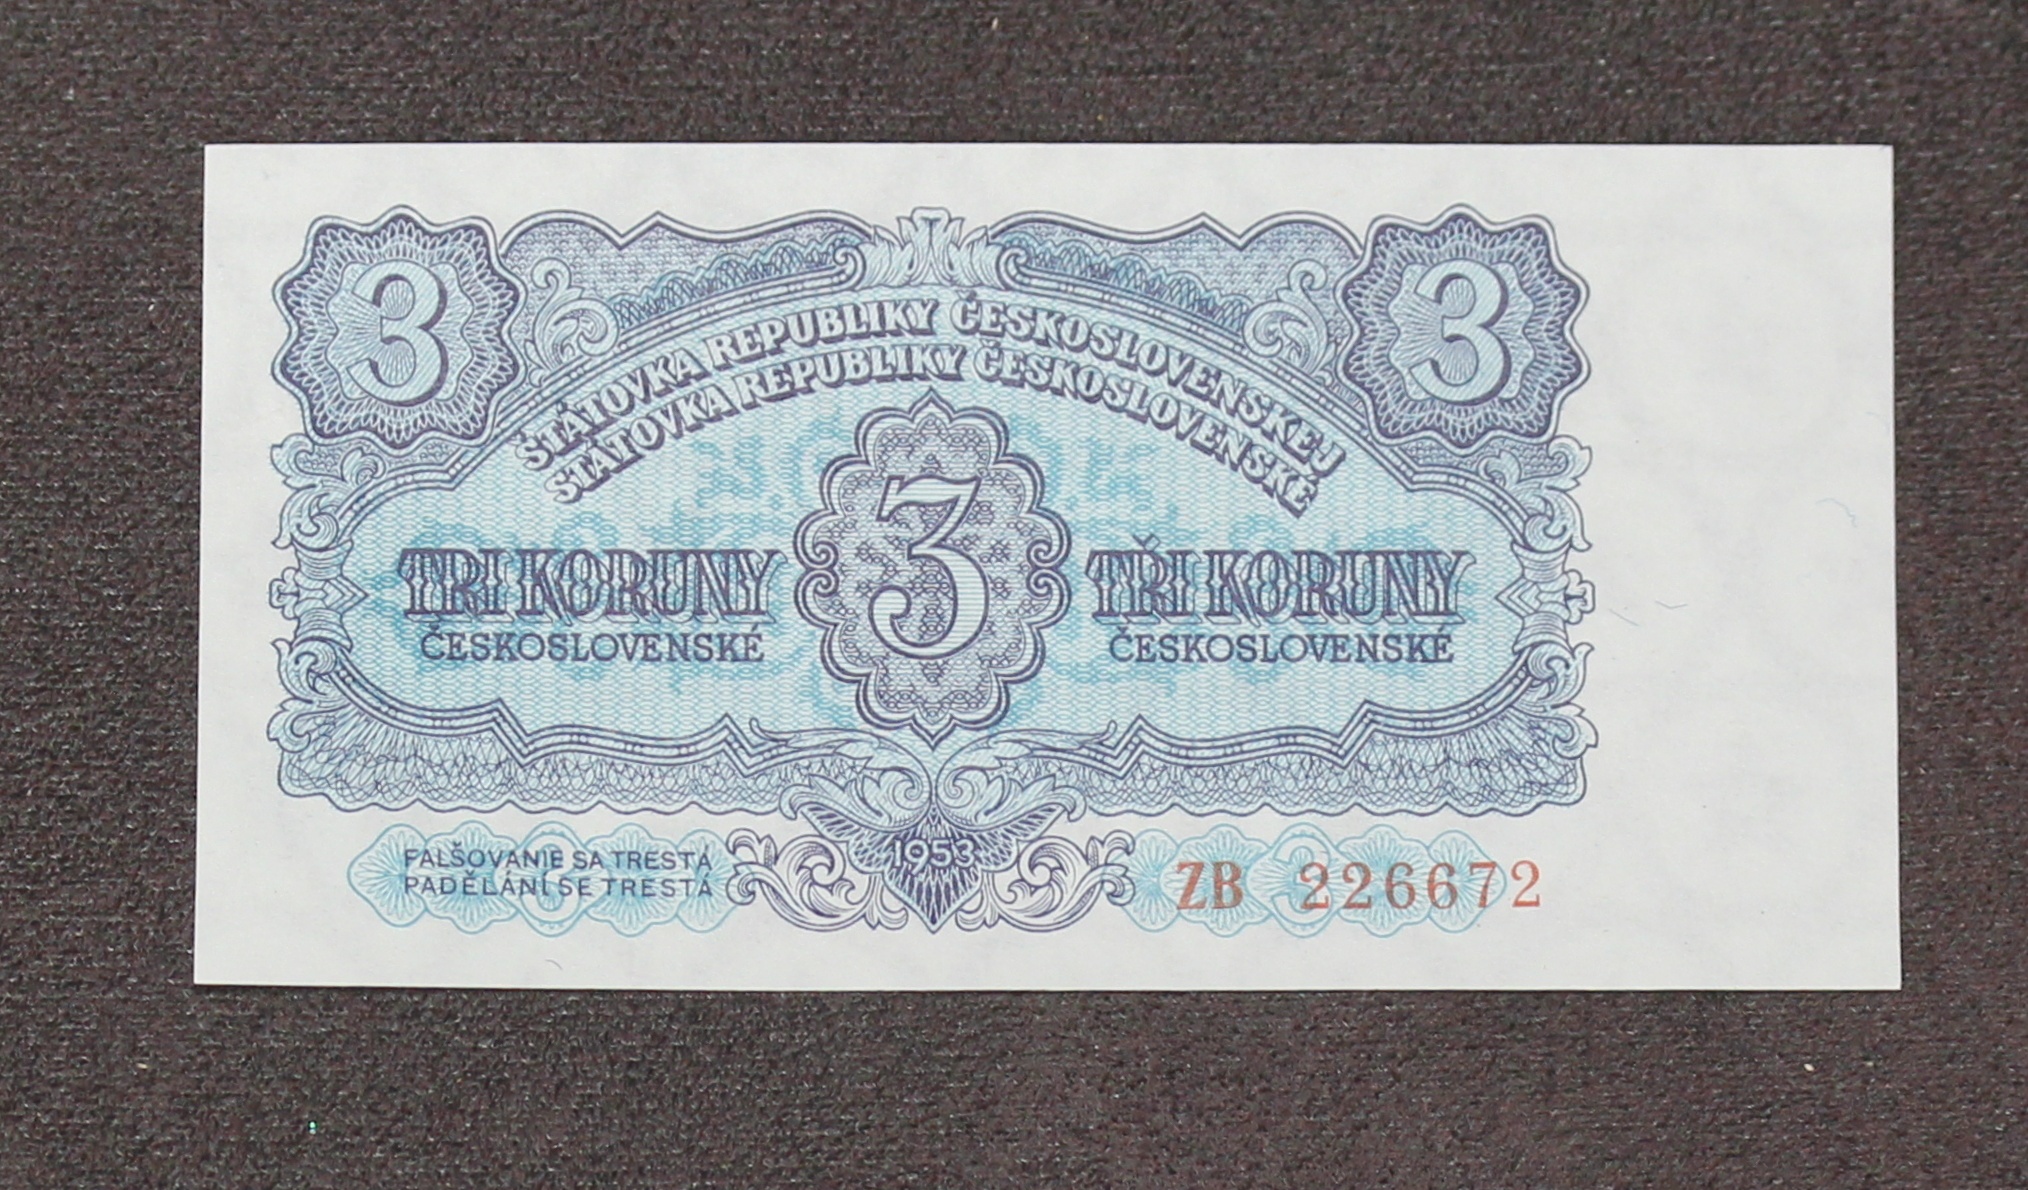 3
3
ŠTÁTOVKA REPUBLIKY ČESKOSLOVENSKEJ
STÁTOVKA REPUBLIKY ČESKOSLOVENSKÉ
3
TRI KORUNY
ČESKOSLOVENSKÉ
TŘI KORUNY
ČESKOSLOVENSKÉ
FALŠOVANIE SA TRESTÁ
PADĚLÁNÍ SE TRESTÁ
1953
ZB 226672